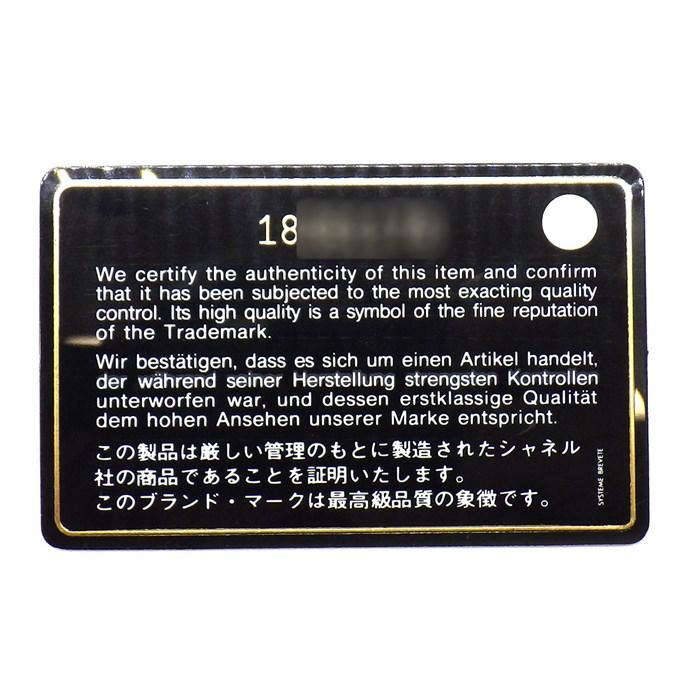 18
We certify the authenticity of this item and confirm
that it has been subjected to the most exacting quality
control. Its high quality is a symbol of the fine reputation
of the Trademark.
Wir bestätigen, dass es sich um einen Artikel handelt,
der während seiner Herstellung strengsten Kontrollen
unterworfen war, und dessen erstklassige Qualität
dem hohen Ansehen unserer Marke entspricht.
この製品は厳しい管理のもとに製造されたシャネル
社の商品であることを証明いたします。
このブランド・マークは最高級品質の象徴です。
SYSTEME BREVETE